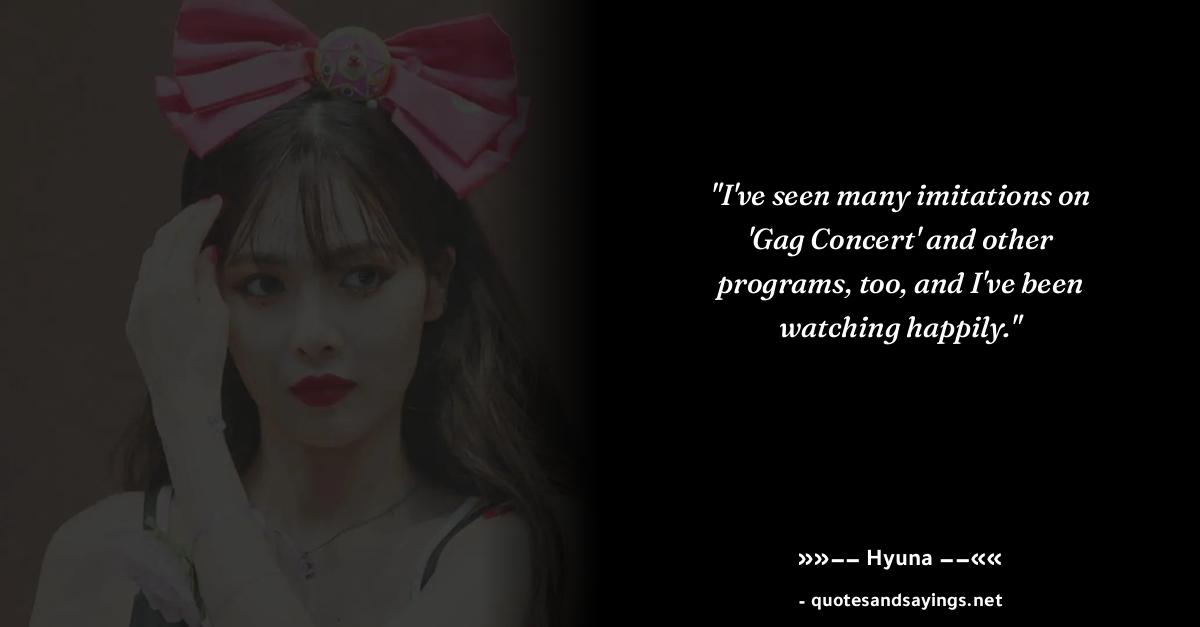 "I've seen many imitations on
'Gag Concert' and other
programs, too, and I've been
watching happily."
»»−− Hyuna −−««
- quotesandsayings.net